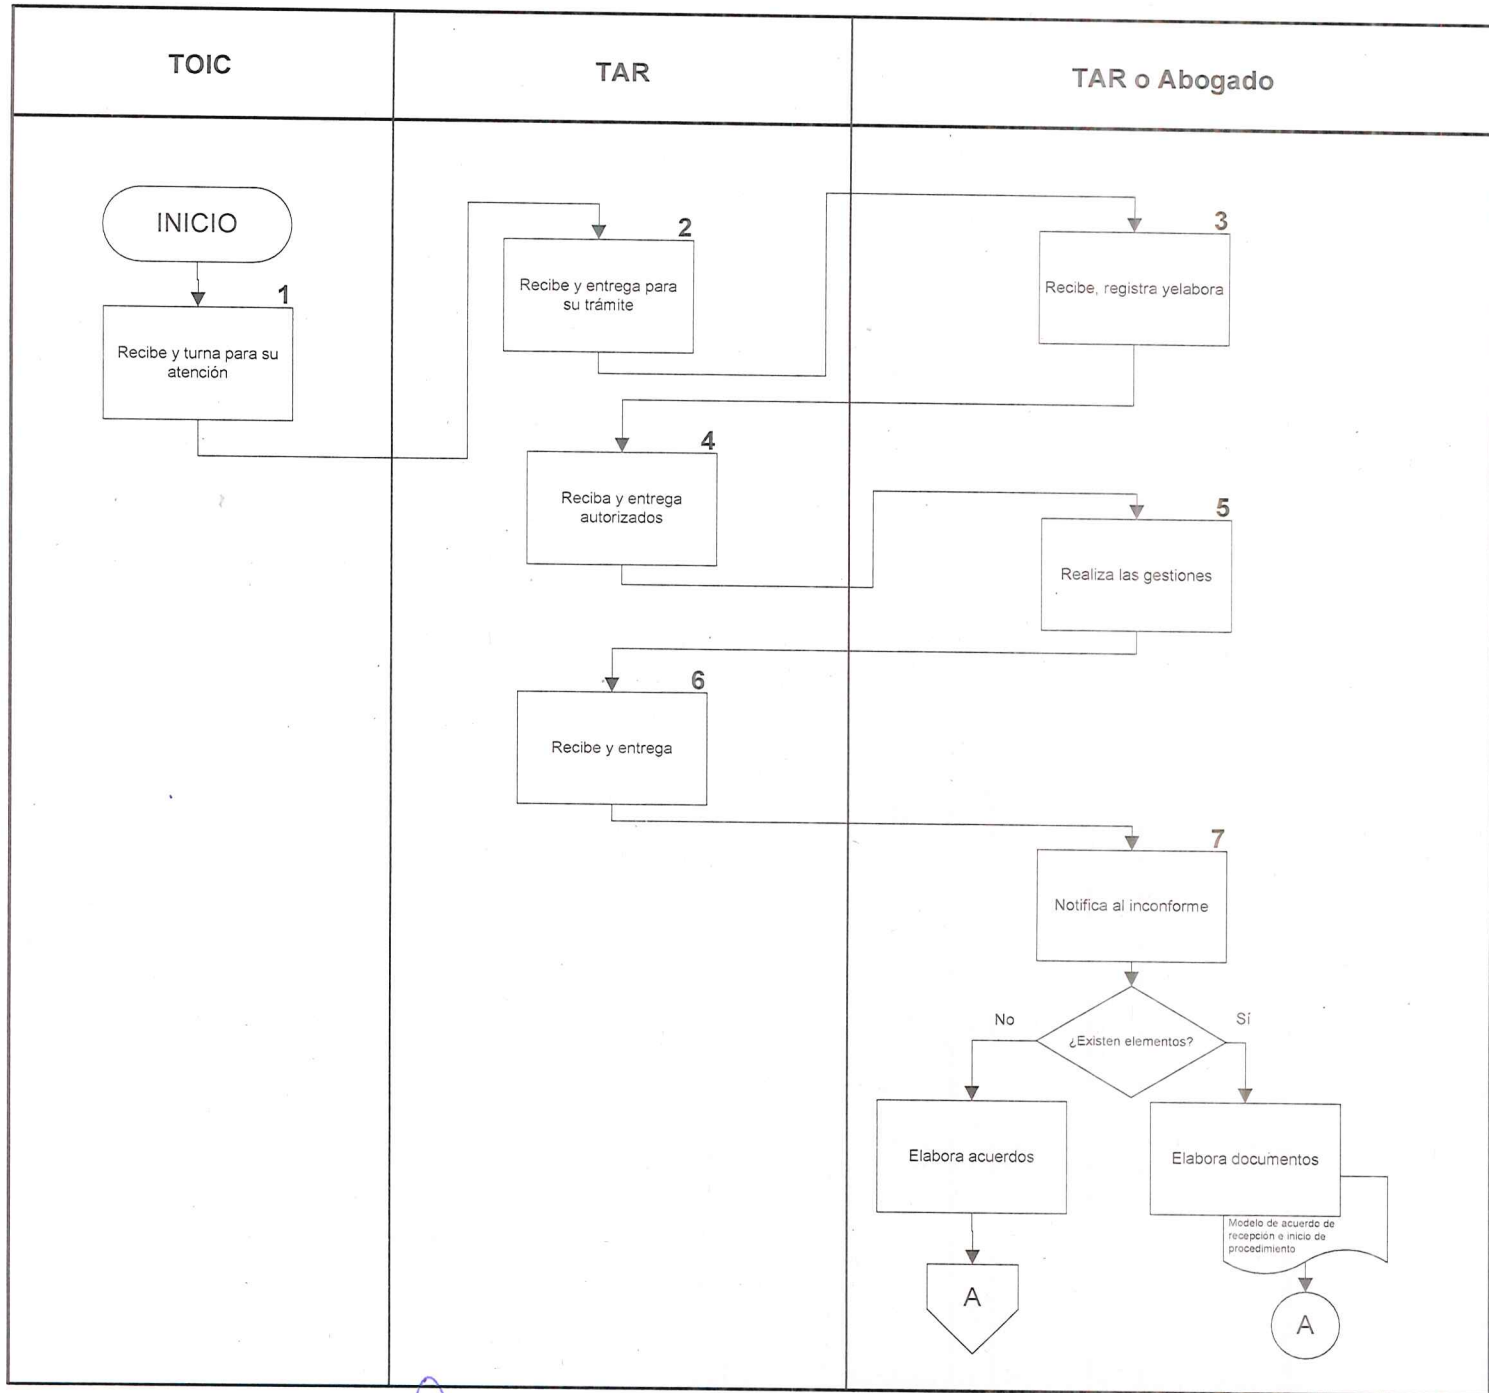 TOIC
TAR
TAR o Abogado
INICIO
1
Recibe y turna para su
atención
2
Recibe y entrega para
su trámite
3
Recibe, registra yelabora
4
Reciba y entrega
autorizados
5
Realiza las gestiones
6
Recibe y entrega
7
Notifica al inconforme
¿Existen elementos?
No
Sí
Elabora acuerdos
Elabora documentos
Modelo de acuerdo de
recepción e inicio de
procedimiento
A
A